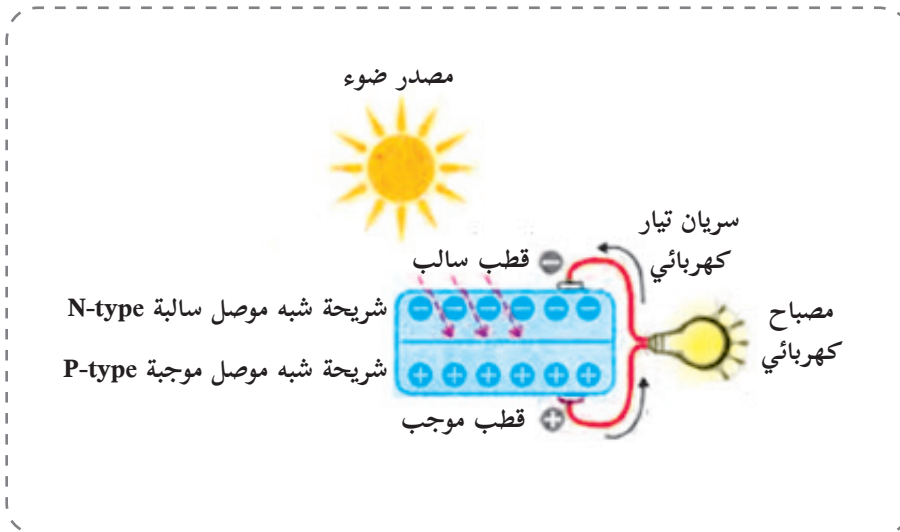 مصدر ضوء
سريان تيار
كهربائي
قطب سالب
شريحة شبه موصل سالبة N-type
مصباح
كهربائي
شريحة شبه موصل موجبة P-type
قطب موجب